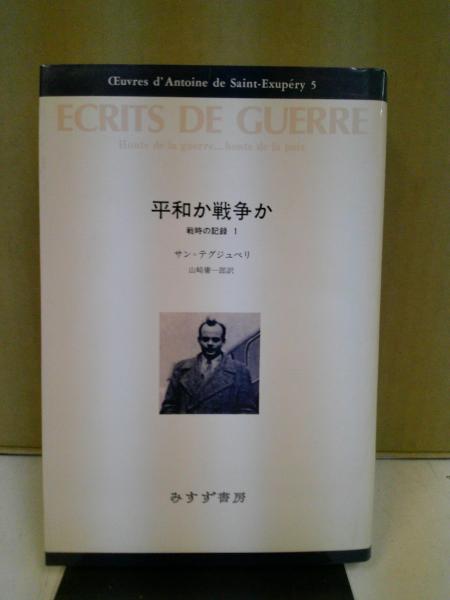 Œuvres d'Antoine de Saint-Exupéry 5
ECRITS DE GUERRE
Honte de la guerre...honte de la paix
平和か戦争か
戦時の記録 1
サン=テグジュペリ
山崎庸一郎訳
みすず書房